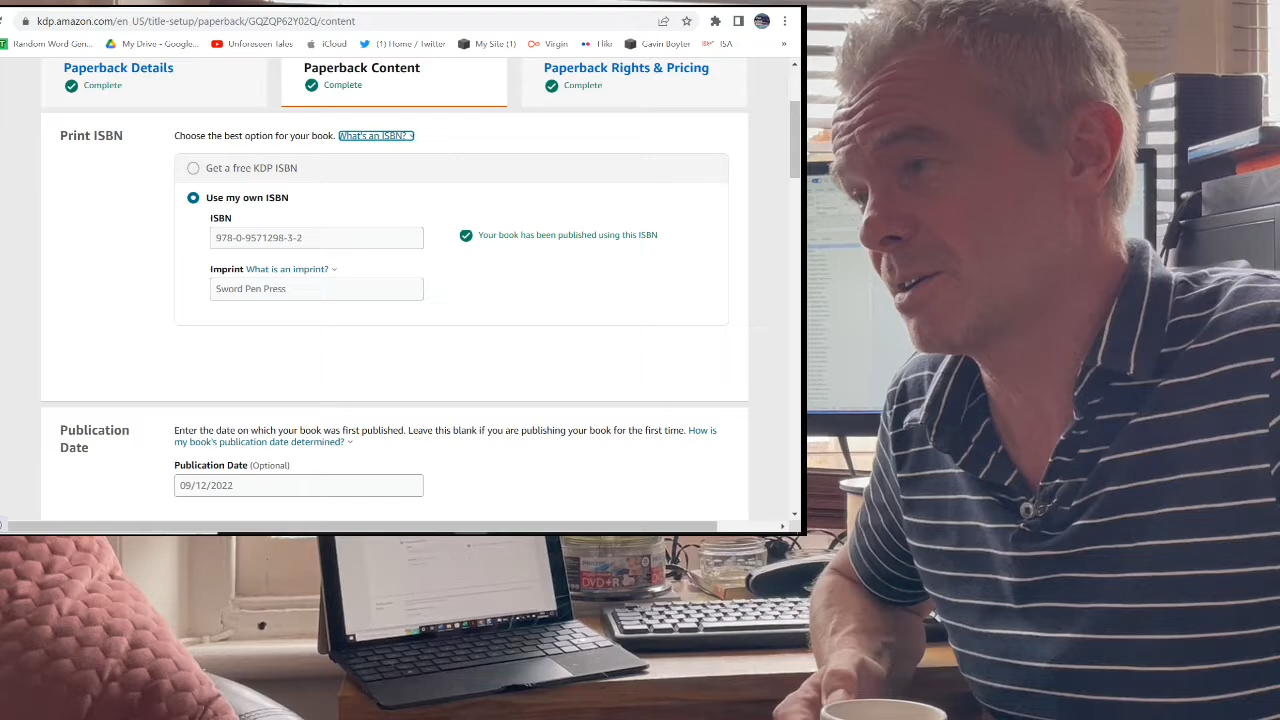 kdp.amazon.com/en_US/title-setup/paperback/GQZQP62Y02Q/content
Random Word Gen...
My Drive - Google...
Unforeseen Tales
iCloud
(1) Home / Twitter
My Site (1)
Virgin
Hiki
Gavin Boyter
ISA
»
Paperback Details
Complete
Paperback Content
Complete
Paperback Rights & Pricing
Complete
Print ISBN
Choose the best option for your book. What's an ISBN?
Get a free KDP ISBN
Use my own ISBN
ISBN
978-0-9571298-3-2
Your book has been published using this ISBN
Imprint What is an imprint?
Sword Pen Press
Publication
Date
Enter the date on which your book was first published. Leave this blank if you are publishing your book for the first time. How is
my book's publication date determined?
Publication Date (Optional)
09/12/2022
DVD+R